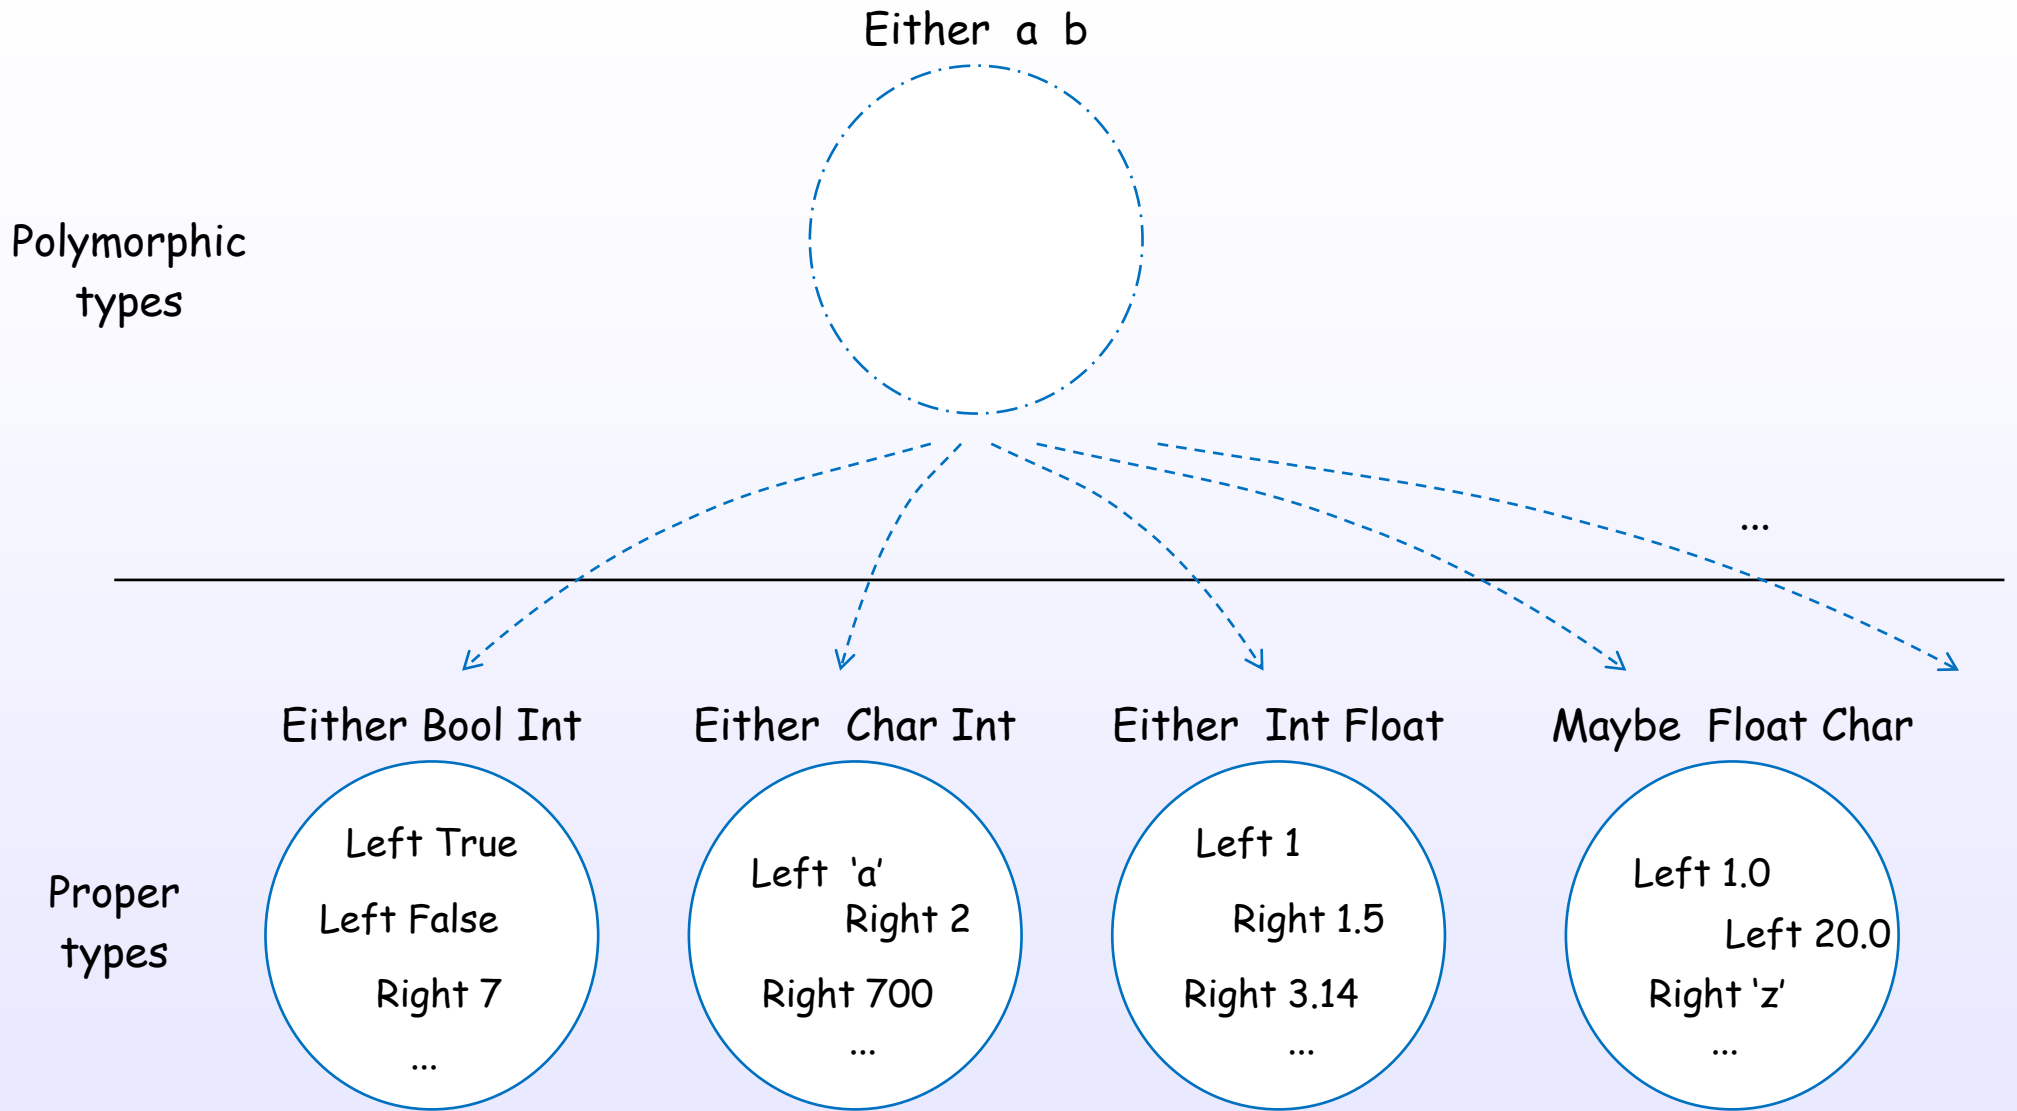 Either a b
Polymorphic
types
...
Either Bool Int
Either Char Int
Either Int Float
Maybe Float Char
Proper
types
Left True
Left False
Right 7
...
Left ‘a’
Right 2
Right 700
...
Left 1
Right 1.5
Right 3.14
...
Left 1.0
Left 20.0
Right ‘z’
...